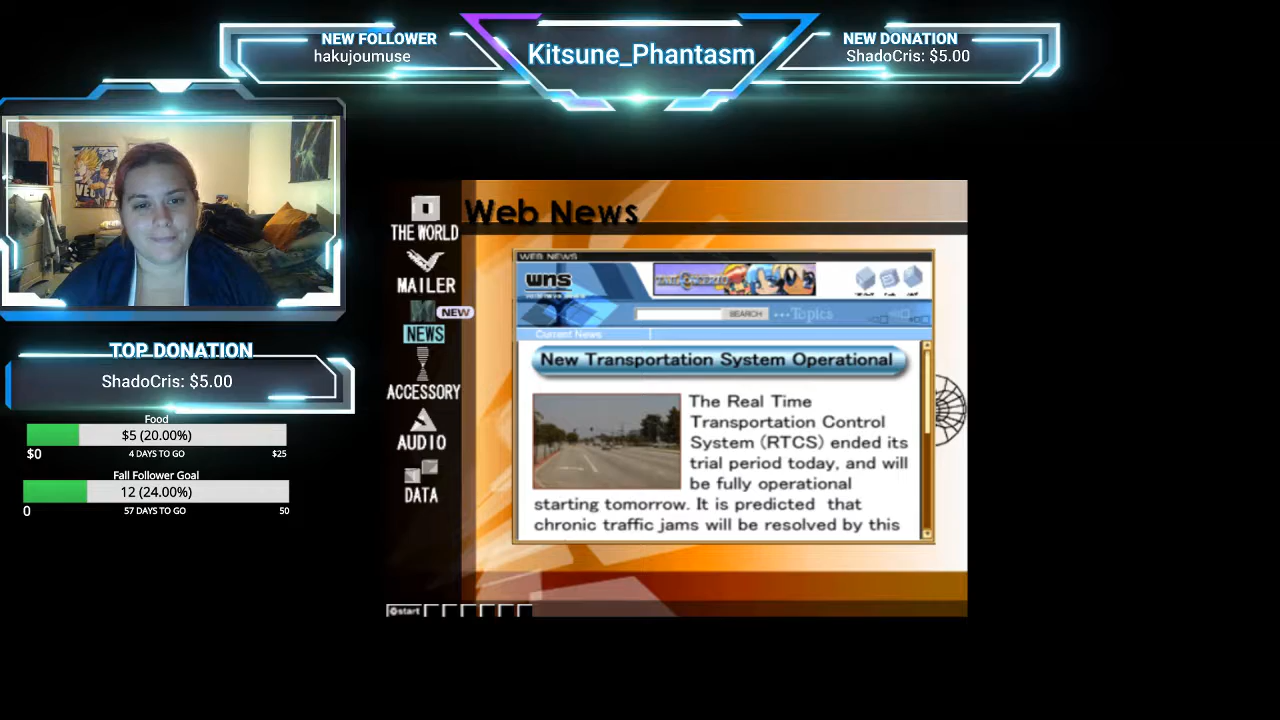 NEW FOLLOWER
hakujoumuse
Kitsune_Phantasm
NEW DONATION
ShadoCris: $5.00
TOP DONATION
ShadoCris: $5.00
Food
$5 (20.00%)
$0
4 DAYS TO GO
$25
Fall Follower Goal
12 (24.00%)
0
57 DAYS TO GO
50
THE WORLD
MAILER
NEW
NEWS
ACCESSORY
AUDIO
DATA
start
Web News
WEB NEWS
wns
SEARCH
Topics
Current News
New Transportation System Operational
The Real Time
Transportation Control
System (RTCS) ended its
trial period today, and will
be fully operational
starting tomorrow. It is predicted that
chronic traffic jams will be resolved by this